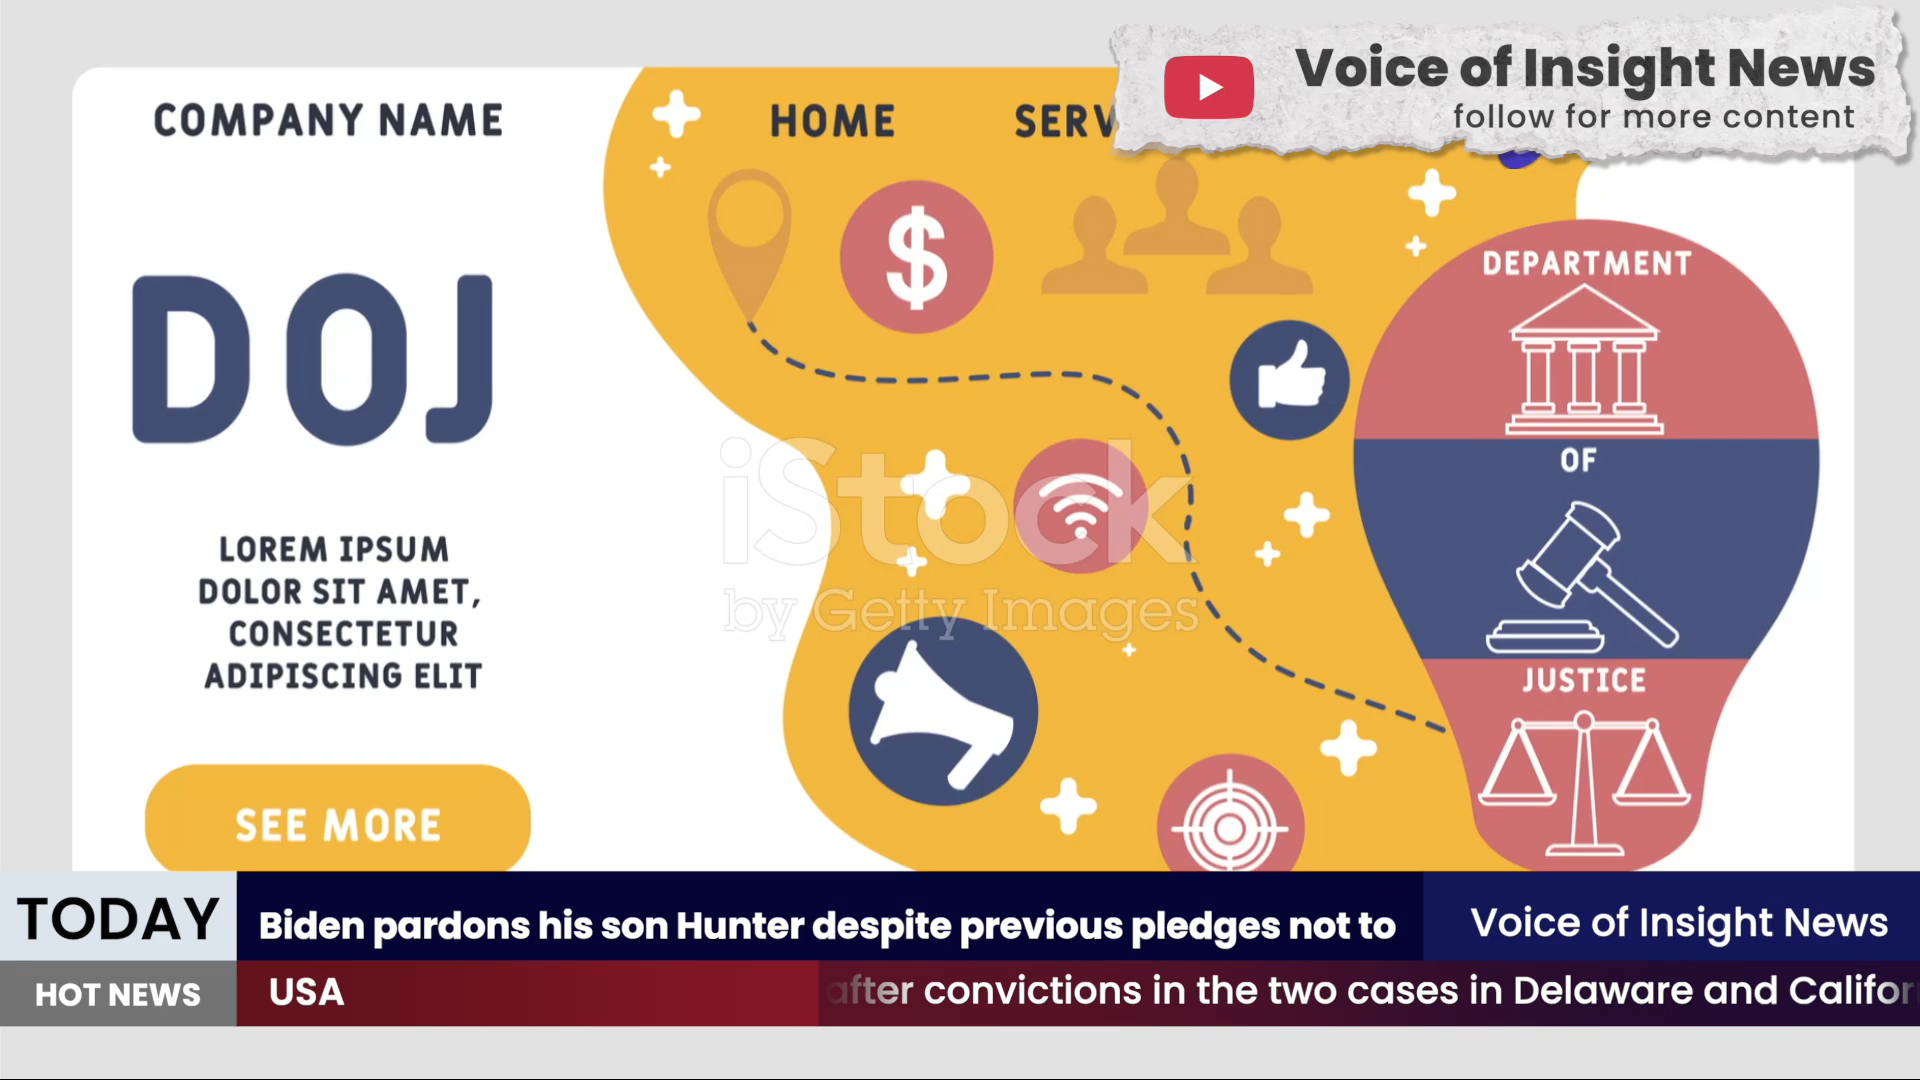 Voice of Insight News
follow for more content
COMPANY NAME
HOME
DOJ
DEPARTMENT
OF
JUSTICE
iStock
by Getty Images
LOREM IPSUM
DOLOR SIT AMET,
CONSECTETUR
ADIPISCING ELIT
SEE MORE
TODAY
Biden pardons his son Hunter despite previous pledges not to
Voice of Insight News
HOT NEWS
USA
after convictions in the two cases in Delaware and